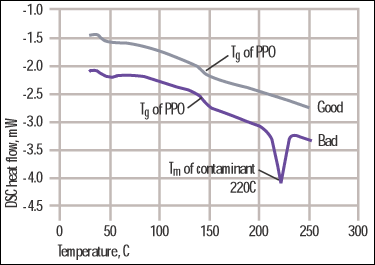 -1.0
-1.5
-2.0
-2.5
-3.0
-3.5
-4.0
-4.5
DSC heat flow, mW
Tg of PPO
Good
Tg of PPO
Bad
Tm of contaminant
220C
0 50 100 150 200 250 300
Temperature, C